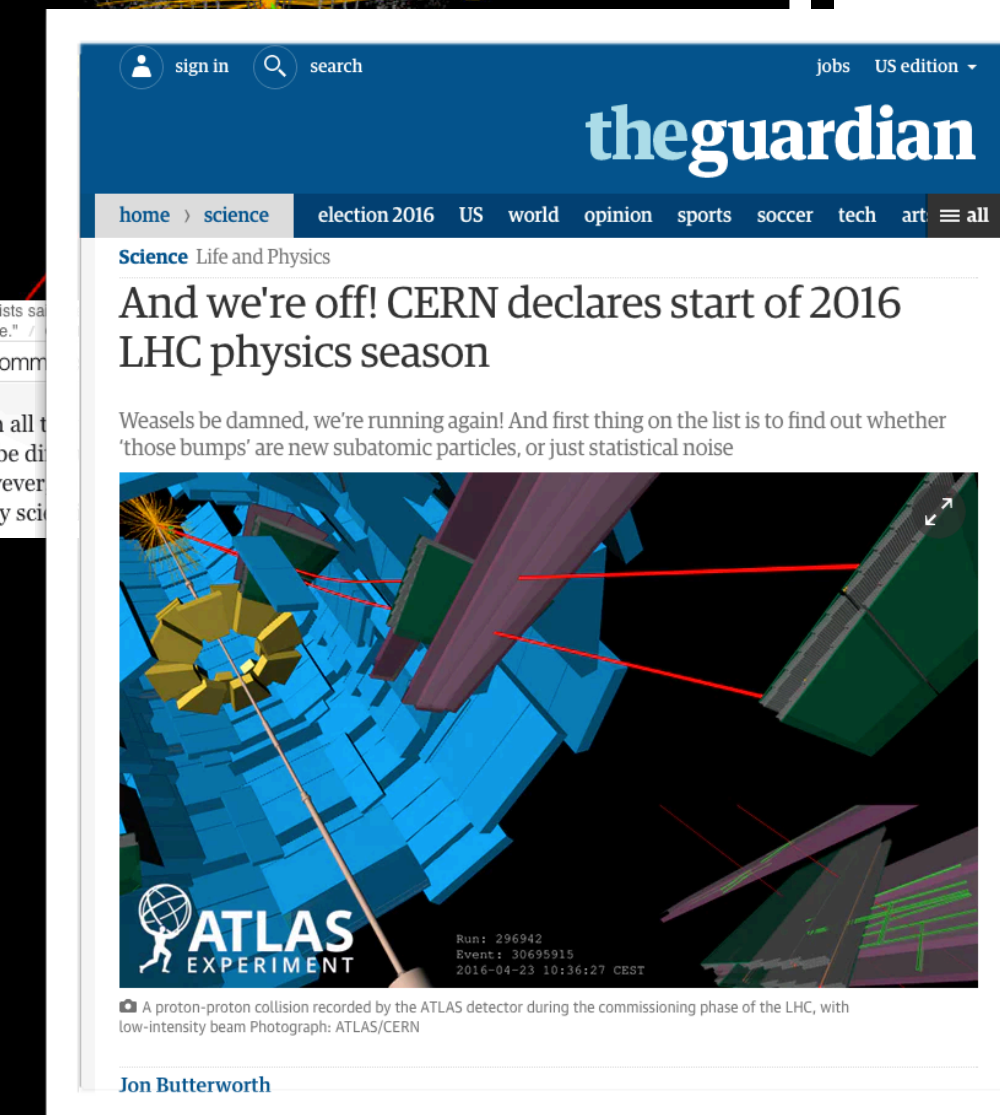 sign in
search
jobs
US edition
theguardian
home › science
election 2016
US
world
opinion
sports
soccer
tech
all
Science Life and Physics
And we're off! CERN declares start of 2016
LHC physics season
Weasels be damned, we’re running again! And first thing on the list is to find out whether
‘those bumps’ are new subatomic particles, or just statistical noise
ATLAS
EXPERIMENT
Run: 296942
Event: 30695915
2016-04-23 10:36:27 CEST
A proton-proton collision recorded by the ATLAS detector during the commissioning phase of the LHC, with
low-intensity beam Photograph: ATLAS/CERN
Jon Butterworth